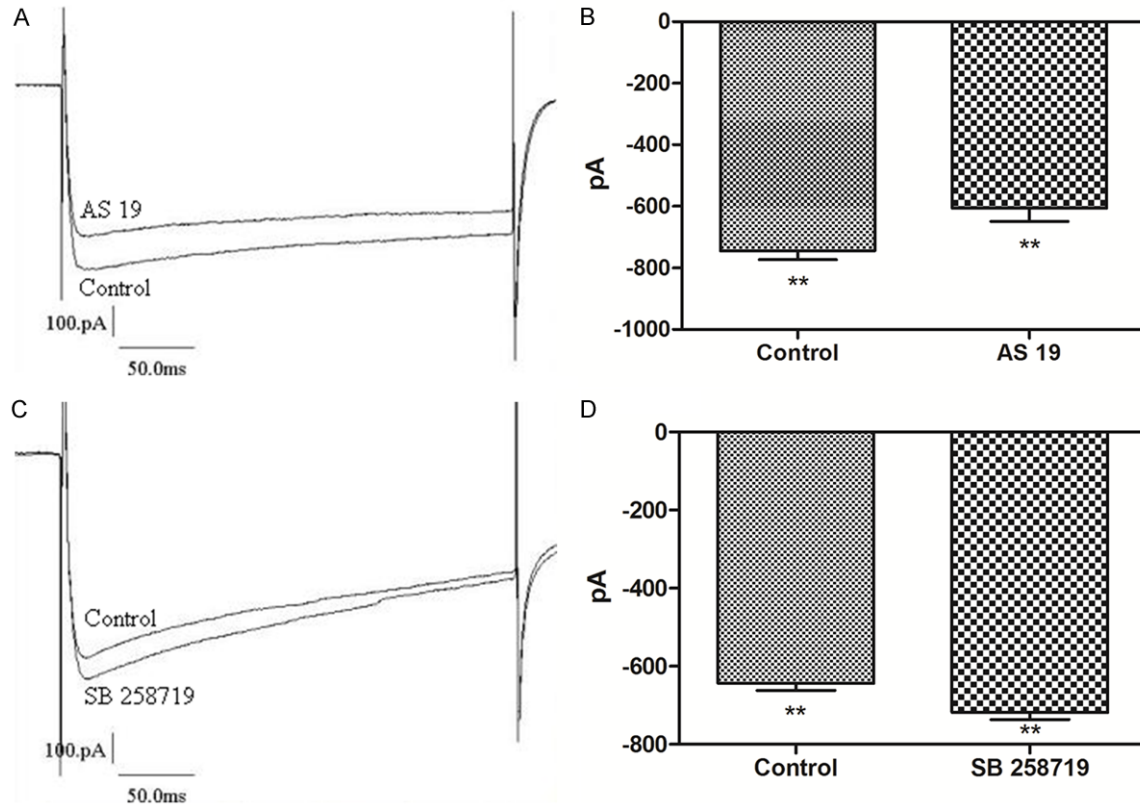 A
AS 19
Control
100.pA
50.0ms
B
0
-200
-400
-600
-800
-1000
pA
**
**
Control
AS 19
C
Control
SB 258719
100.pA
50.0ms
D
0
-200
-400
-600
-800
pA
**
**
Control
SB 258719